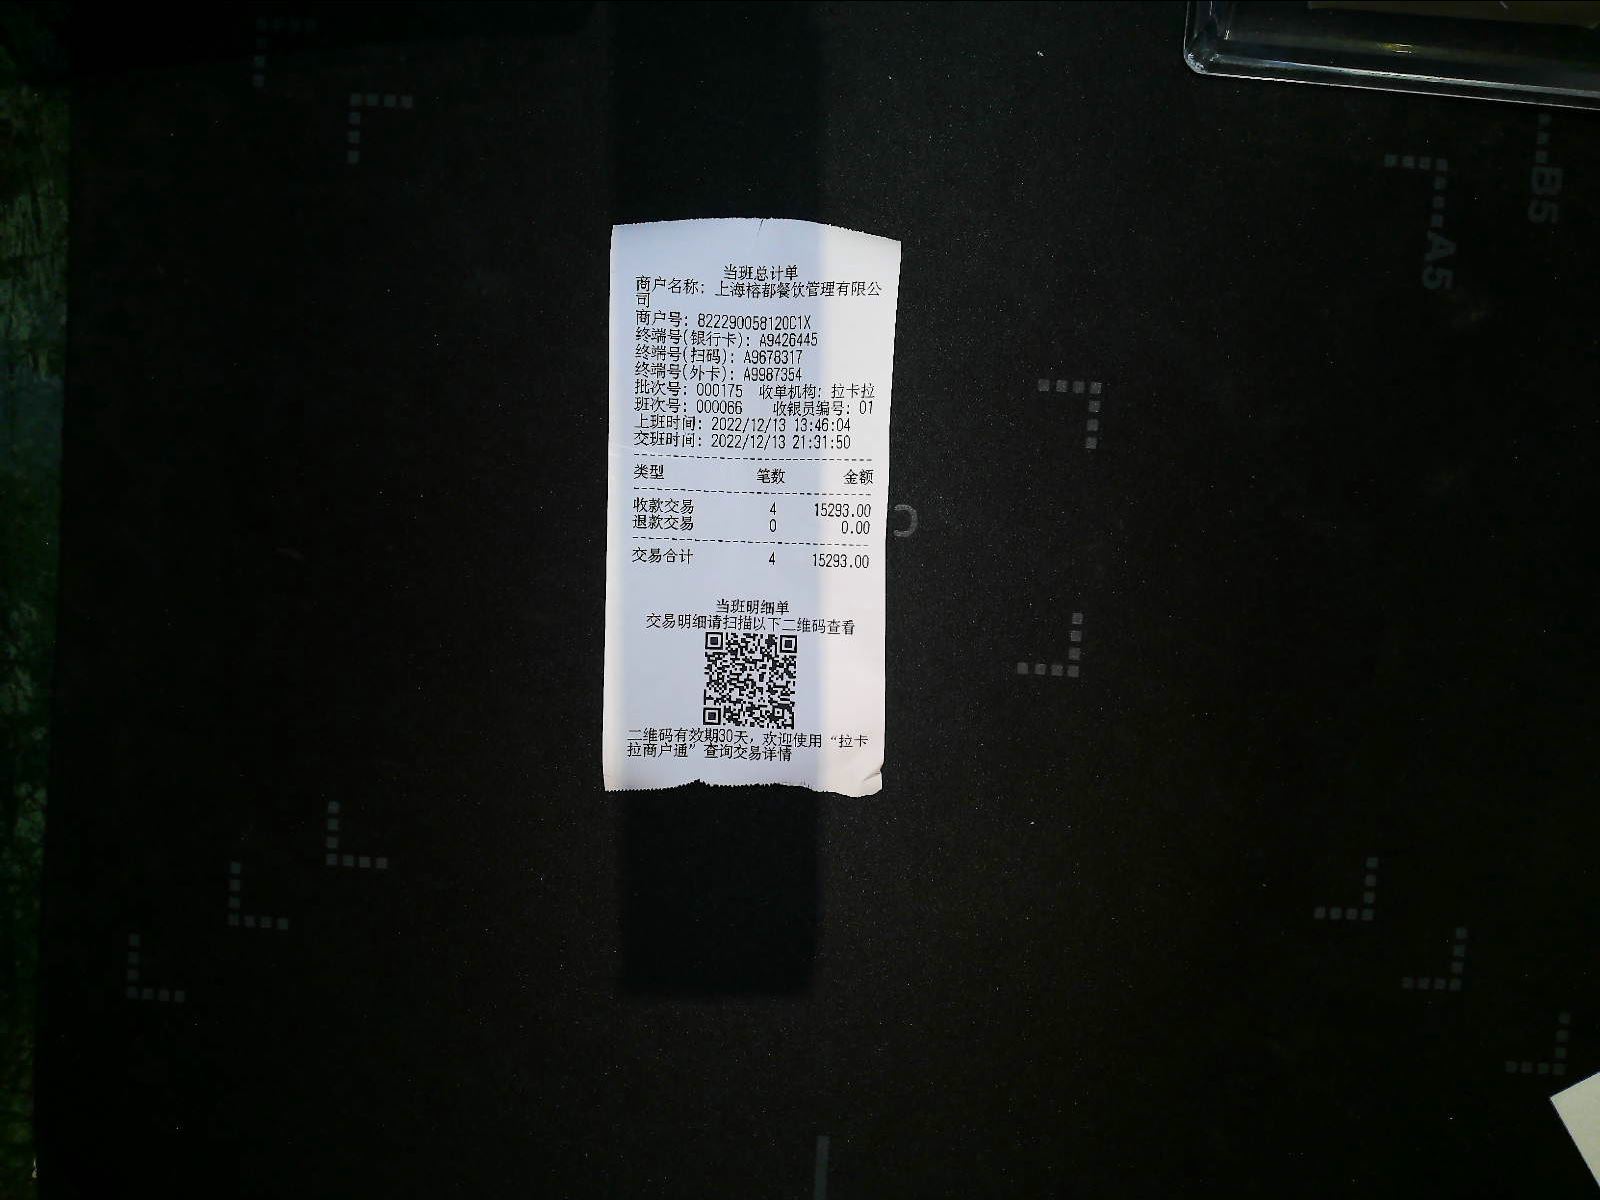 当班总计单
商户名称: 上海榕都餐饮管理有限公
司
商户号: 822290058120C1X
终端号(银行卡): A9426445
终端号(扫码): A9678317
终端号(外卡): A9987354
批次号: 000175 收单机构: 拉卡拉
班次号: 000066 收银员编号: 01
上班时间: 2022/12/13 13:46:04
交班时间: 2022/12/13 21:31:50
类型 笔数 金额
收款交易 4 15293.00
退款交易 0 0.00
交易合计 4 15293.00
当班明细单
交易明细请扫描以下二维码查看
二维码有效期30天, 欢迎使用“拉卡
拉商户通”查询交易详情
B5
A5
C